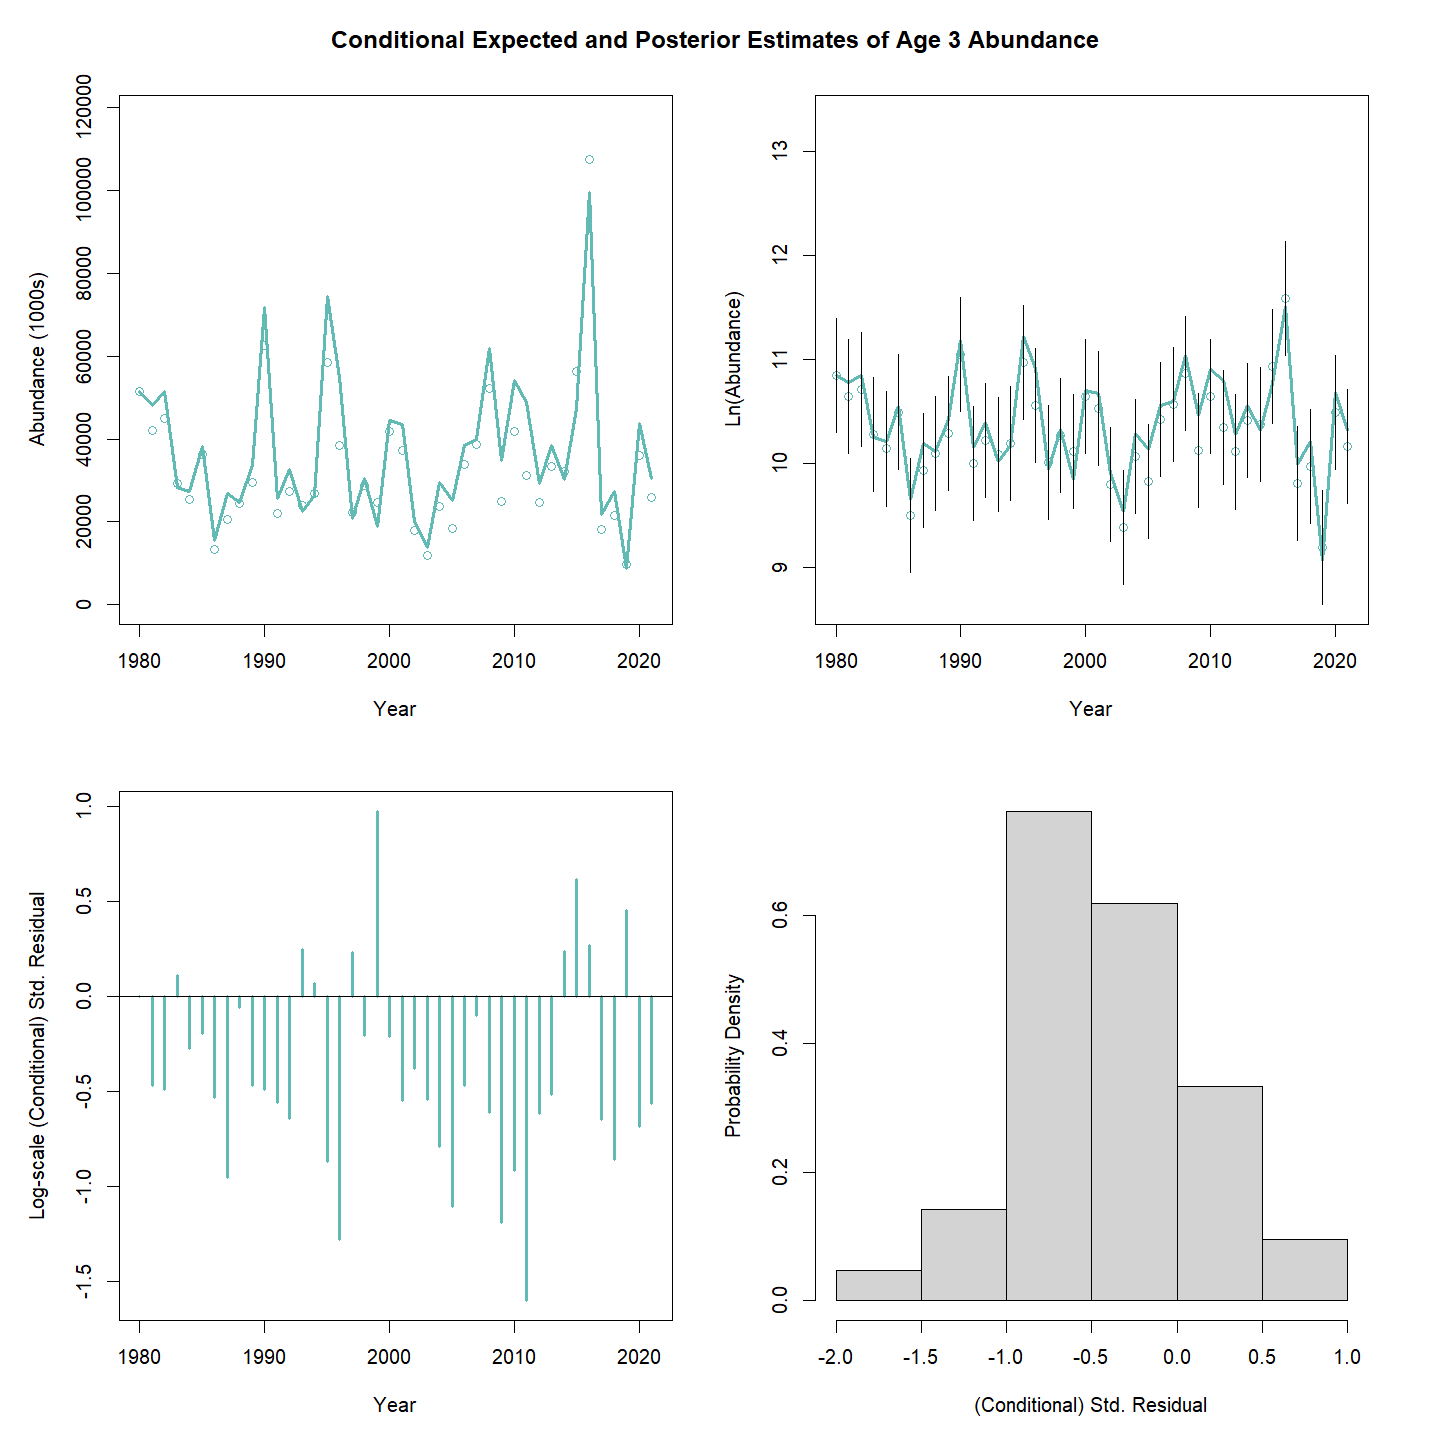 Conditional Expected and Posterior Estimates of Age 3 Abundance
Abundance (1000s)
120000
100000
80000
60000
40000
20000
0
1980 1990 2000 2010 2020
Year
Ln(Abundance)
13
12
11
10
9
1980 1990 2000 2010 2020
Year
Log-scale (Conditional) Std. Residual
1.0
0.5
0.0
-0.5
-1.0
-1.5
1980 1990 2000 2010 2020
Year
Probability Density
0.6
0.4
0.2
0.0
-2.0 -1.5 -1.0 -0.5 0.0 0.5 1.0
(Conditional) Std. Residual